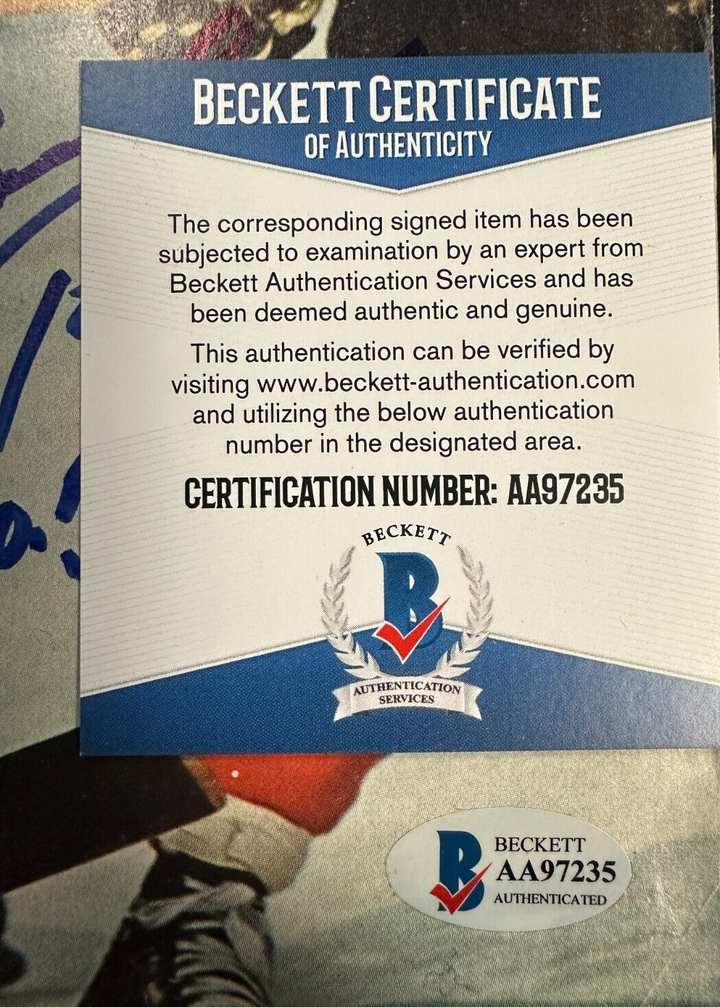 BECKETT CERTIFICATE
OF AUTHENTICITY
The corresponding signed item has been
subjected to examination by an expert from
Beckett Authentication Services and has
been deemed authentic and genuine.
This authentication can be verified by
visiting www.beckett-authentication.com
and utilizing the below authentication
number in the designated area.
CERTIFICATION NUMBER: AA97235
BECKETT
B
AUTHENTICATION
SERVICES
B
BECKETT
AA97235
AUTHENTICATED